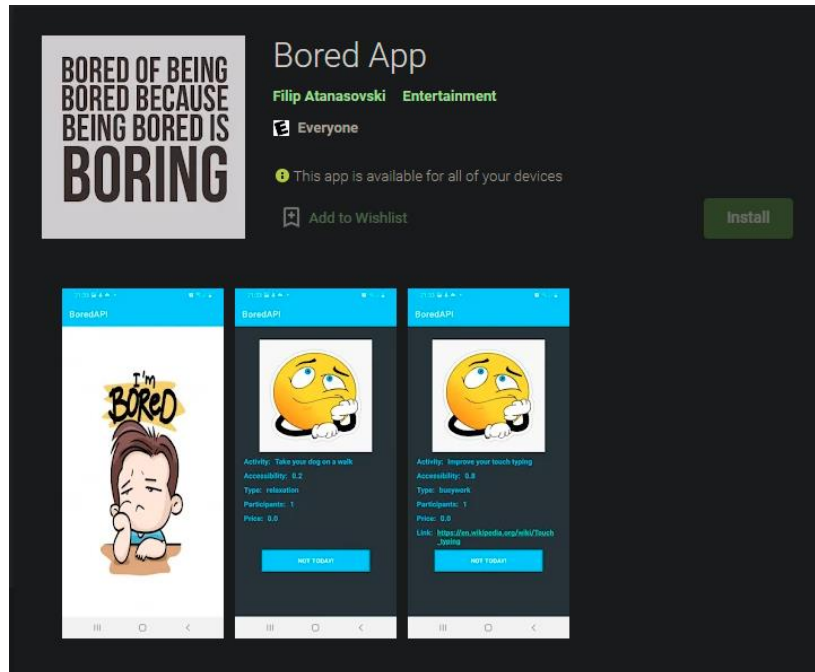 BORED OF BEING
BORED BECAUSE
BEING BORED IS
BORING
Bored App
Filip Atanasovski Entertainment
E Everyone
This app is available for all of your devices
Add to Wishlist
Install
BoredAPI
I'm
BORED
BoredAPI
Activity: Take your dog on a walk
Accessibility: 0.2
Type: relaxation
Participants: 1
Price: 0.0
NOT TODAY!
BoredAPI
Activity: Improve your touch typing
Accessibility: 0.8
Type: busywork
Participants: 1
Price: 0.0
Link: https://en.wikipedia.org/wiki/Touch
_typing
NOT TODAY!